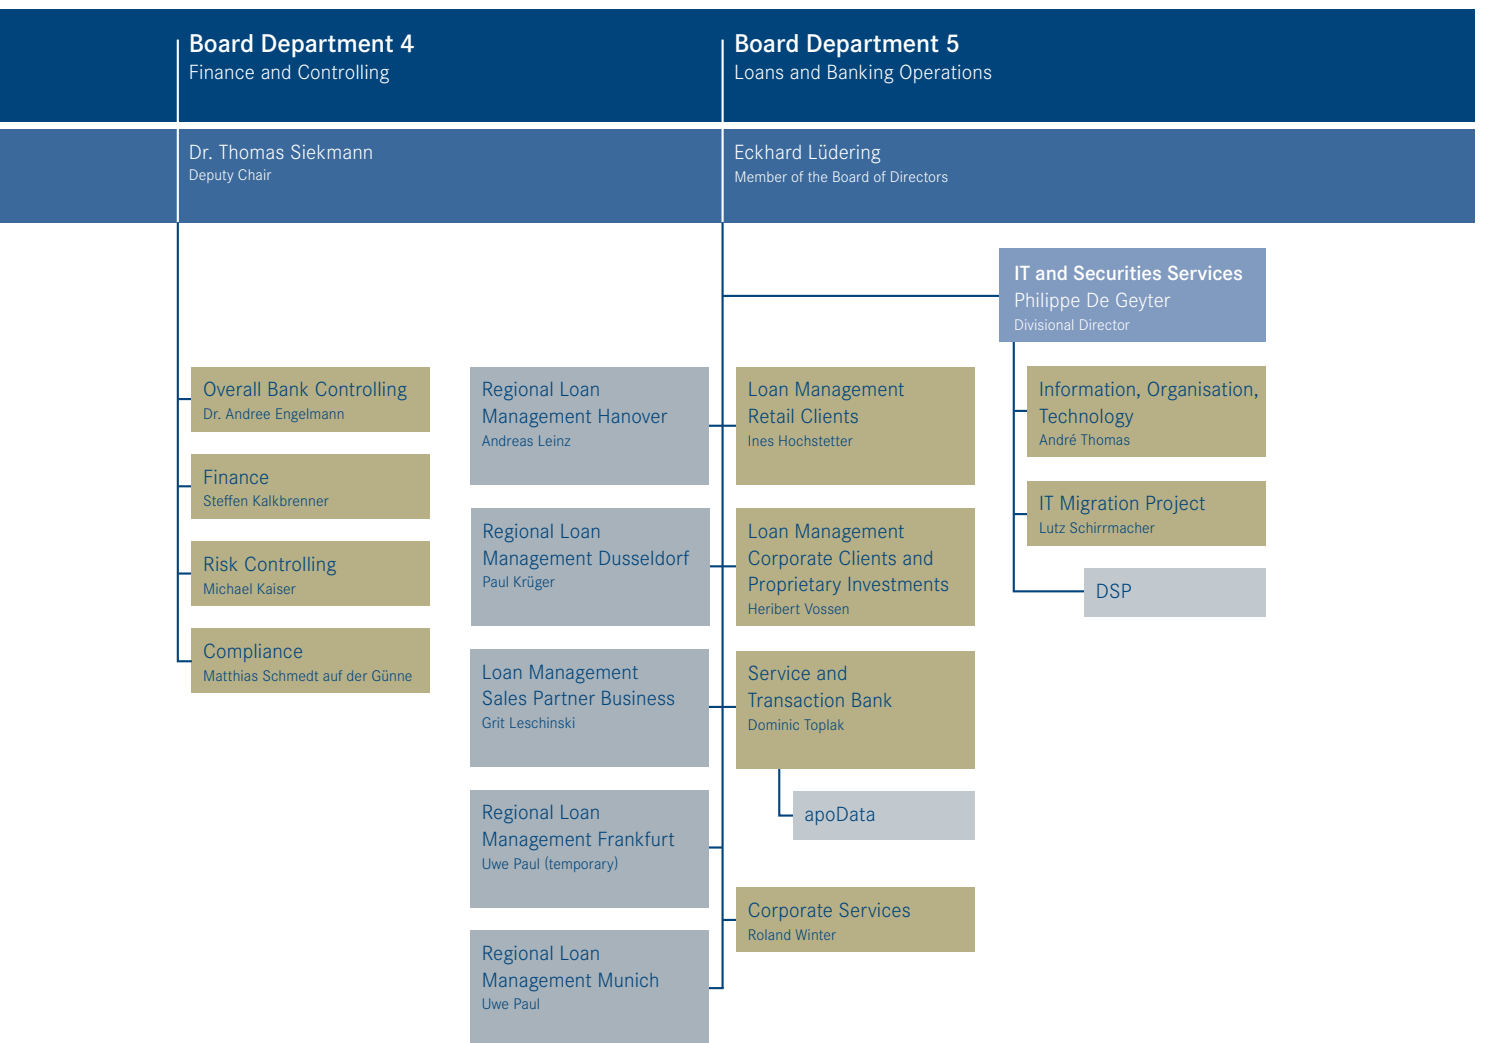 Board Department 4
Finance and Controlling
Dr. Thomas Siekmann
Deputy Chair
Overall Bank Controlling
Dr. Andree Engelmann
Finance
Steffen Kalkbrenner
Risk Controlling
Michael Kaiser
Compliance
Matthias Schmedt auf der Günne
Board Department 5
Loans and Banking Operations
Eckhard Lüdering
Member of the Board of Directors
Regional Loan
Management Hanover
Andreas Leinz
Regional Loan
Management Dusseldorf
Paul Krüger
Loan Management
Sales Partner Business
Grit Leschinski
Regional Loan
Management Frankfurt
Uwe Paul (temporary)
Regional Loan
Management Munich
Uwe Paul
Loan Management
Retail Clients
Ines Hochstetter
Loan Management
Corporate Clients and
Proprietary Investments
Heribert Vossen
Service and
Transaction Bank
Dominic Toplak
apoData
Corporate Services
Roland Winter
IT and Securities Services
Philippe De Geyter
Divisional Director
Information, Organisation,
Technology
André Thomas
IT Migration Project
Lutz Schirrmacher
DSP